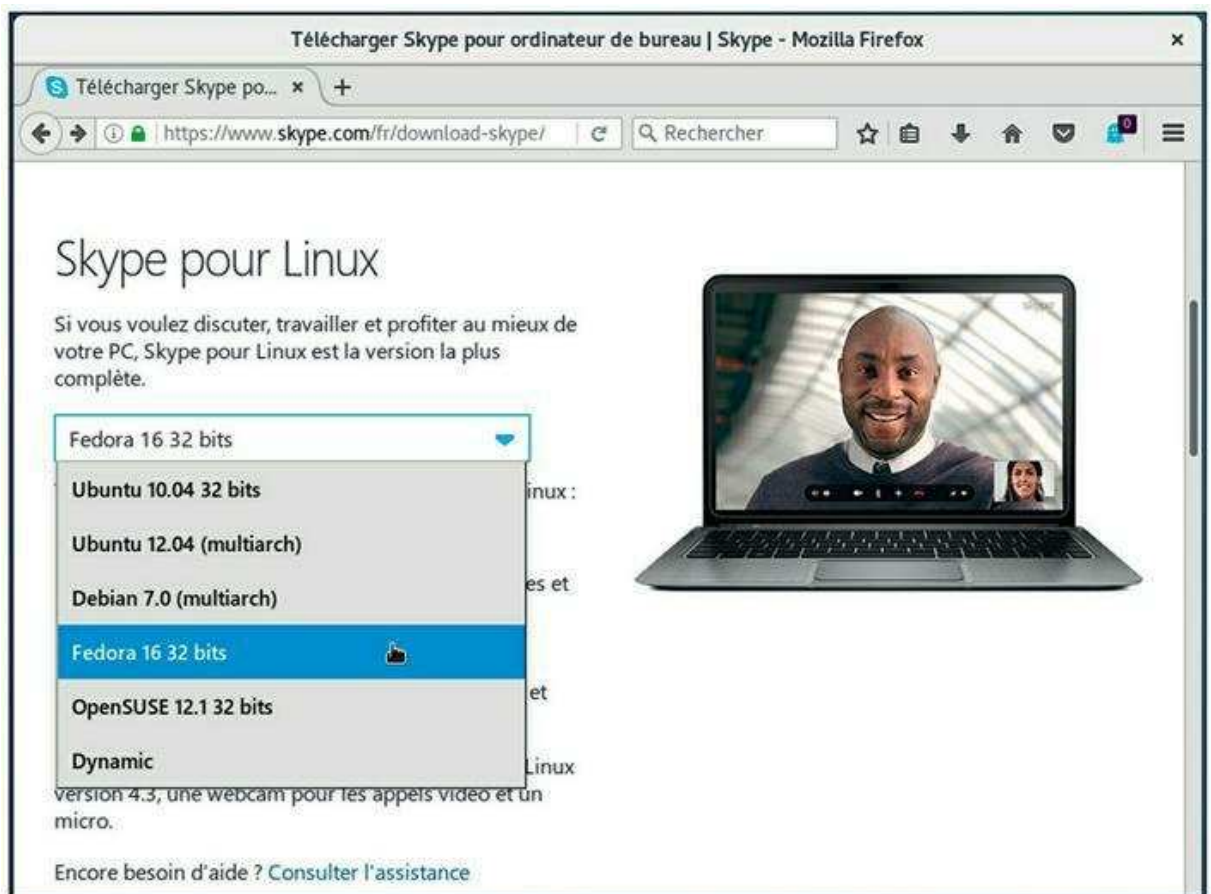 Télécharger Skype pour ordinateur de bureau | Skype - Mozilla Firefox
Télécharger Skype po...
https://www.skype.com/fr/download-skype/
Rechercher
0
Skype pour Linux
Si vous voulez discuter, travailler et profiter au mieux de
votre PC, Skype pour Linux est la version la plus
complète.
Fedora 16 32 bits
Ubuntu 10.04 32 bits
inux :
Ubuntu 12.04 (multiarch)
es et
Debian 7.0 (multiarch)
Fedora 16 32 bits
et
OpenSUSE 12.1 32 bits
Dynamic
Linux
version 4.3, une webcam pour les appels vidéo et un
micro.
Encore besoin d'aide ? Consulter l'assistance